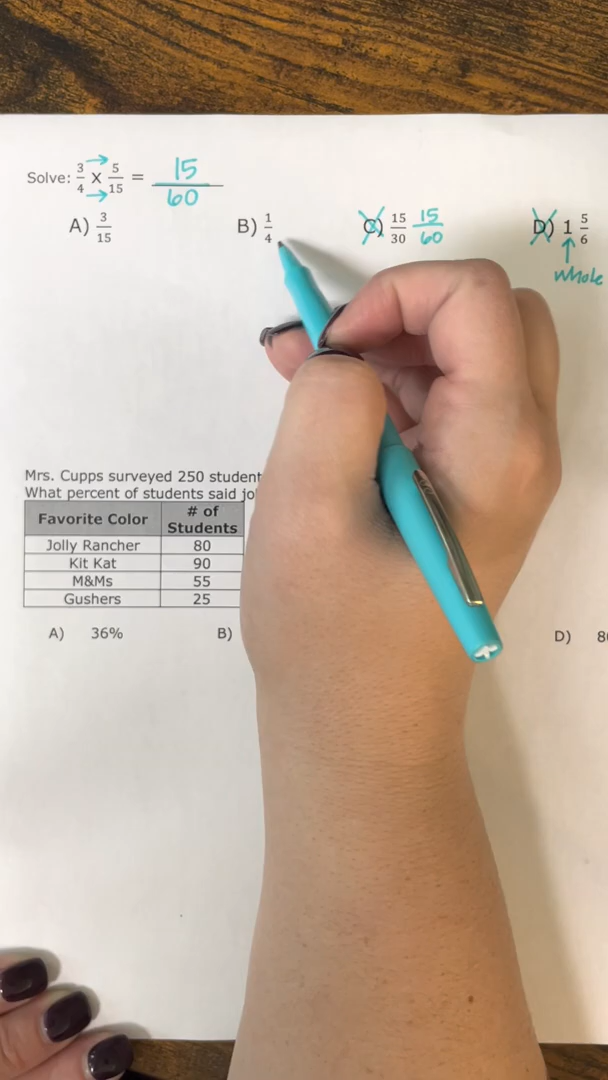 Solve: 3/4 x 5/15 = 15/60
A) 3/15 B) 1/4 C) 15/30 15/60 D) 1 5/6
whole
Mrs. Cupps surveyed 250 student
What percent of students said jo
Favorite Color # of Students
Jolly Rancher 80
Kit Kat 90
M&Ms 55
Gushers 25
A) 36% B) D) 8